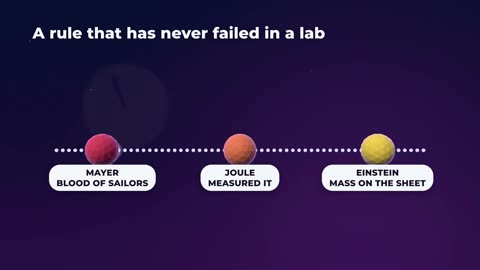 A rule that has never failed in a lab
MAYER
BLOOD OF SAILORS
JOULE
MEASURED IT
EINSTEIN
MASS ON THE SHEET